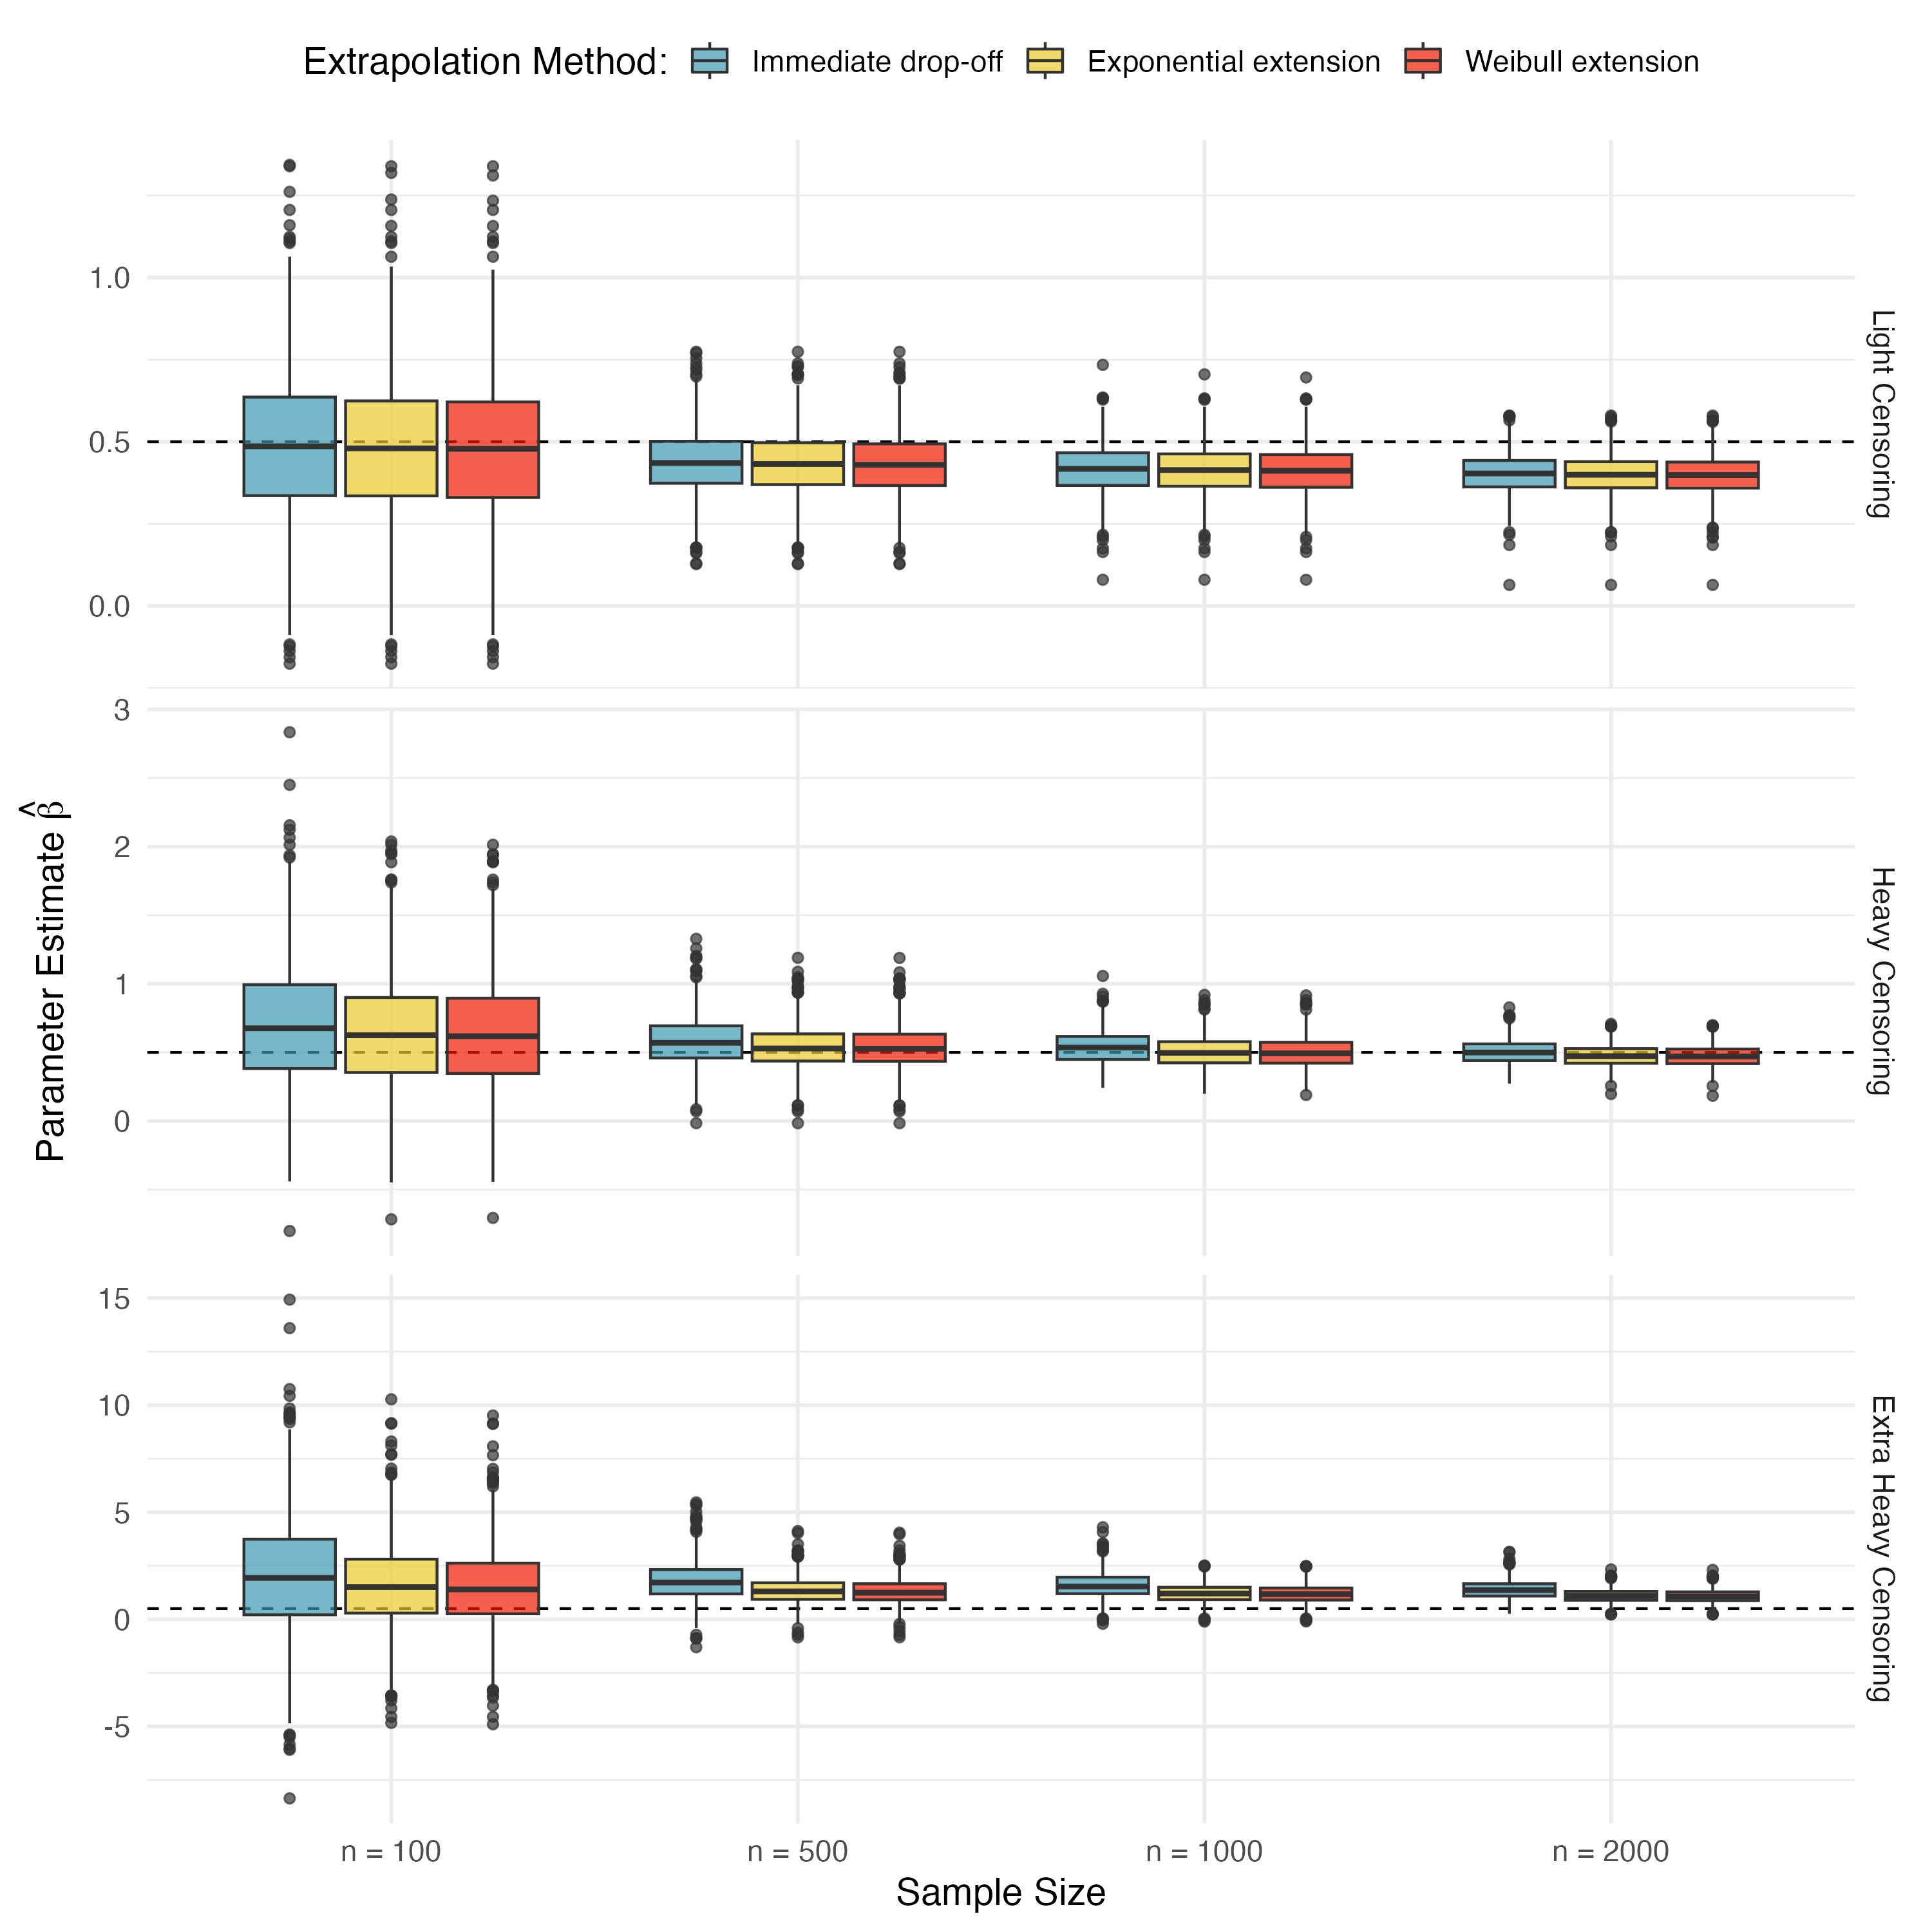 Extrapolation Method: Immediate drop-off Exponential extension Weibull extension
1.0
0.5
0.0
Light Censoring
3
2
1
0
Heavy Censoring
Parameter Estimate β̂
15
10
5
0
-5
Extra Heavy Censoring
n = 100 n = 500 n = 1000 n = 2000
Sample Size